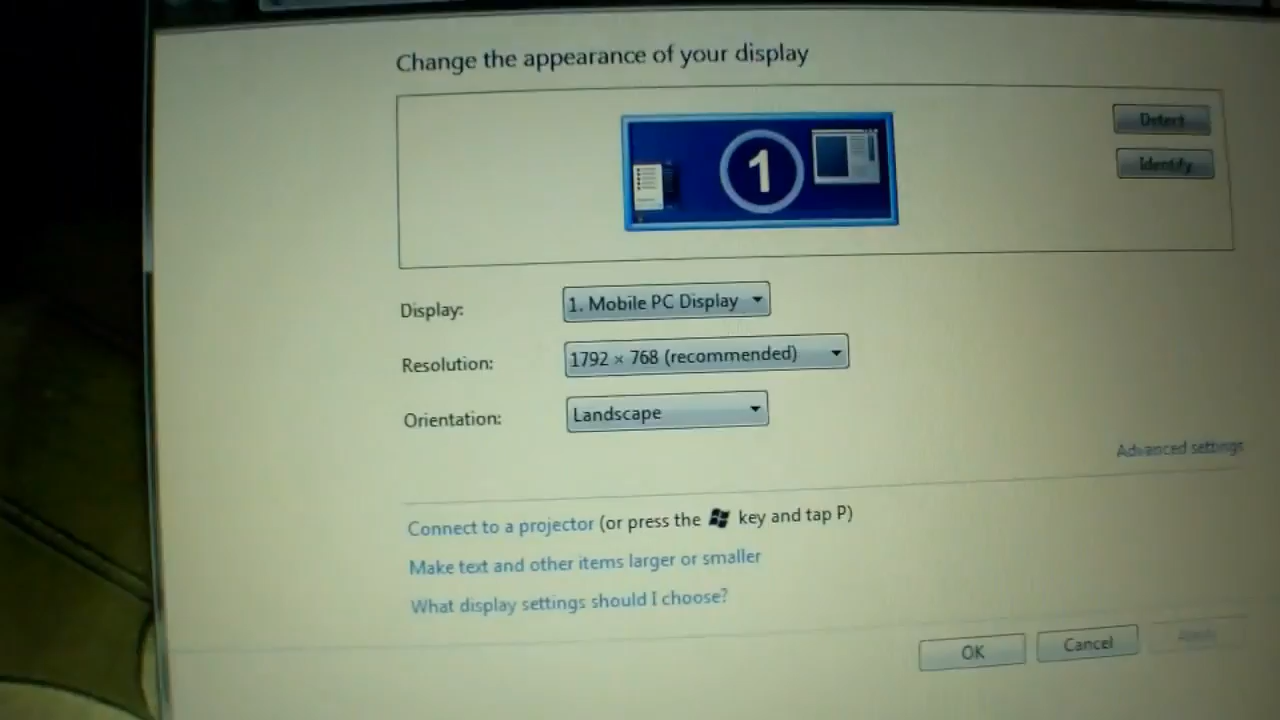 Change the appearance of your display
1
Detect
Identify
Display: 1. Mobile PC Display
Resolution: 1792 × 768 (recommended)
Orientation: Landscape
Advanced settings
Connect to a projector (or press the key and tap P)
Make text and other items larger or smaller
What display settings should I choose?
OK Cancel Apply